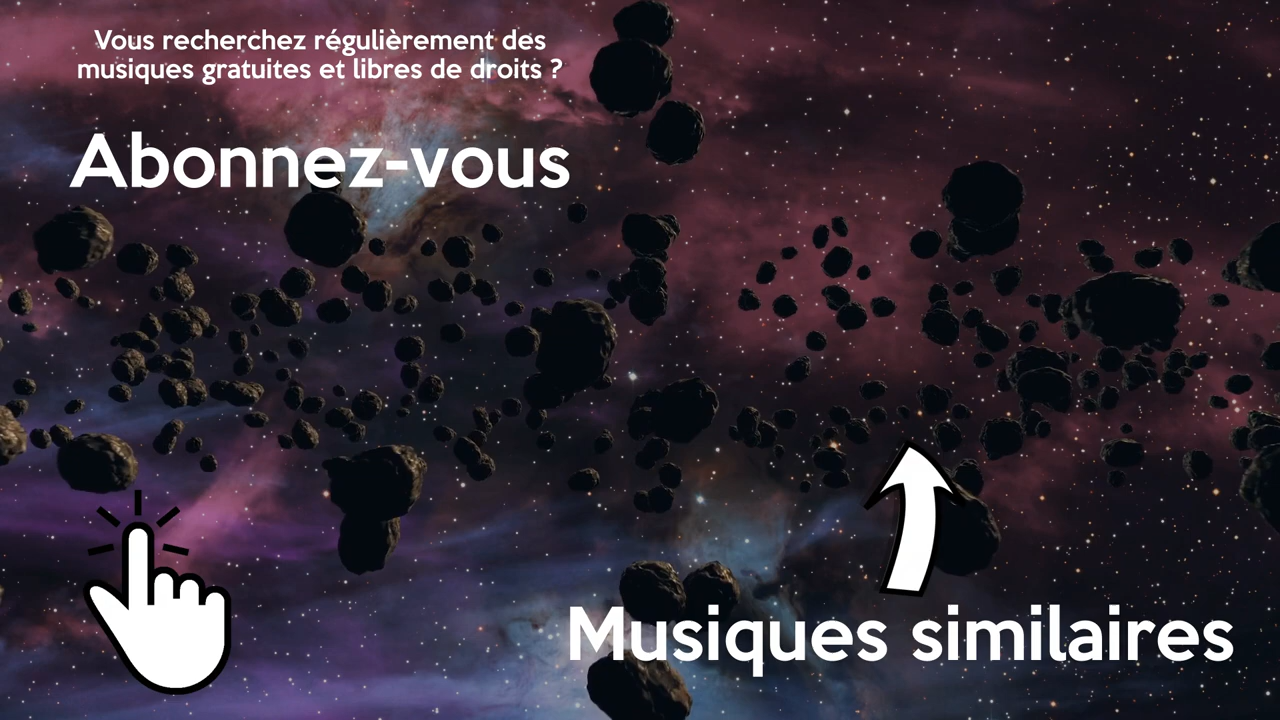 Vous recherchez régulièrement des
musiques gratuites et libres de droits ?
Abonnez-vous
Musiques similaires